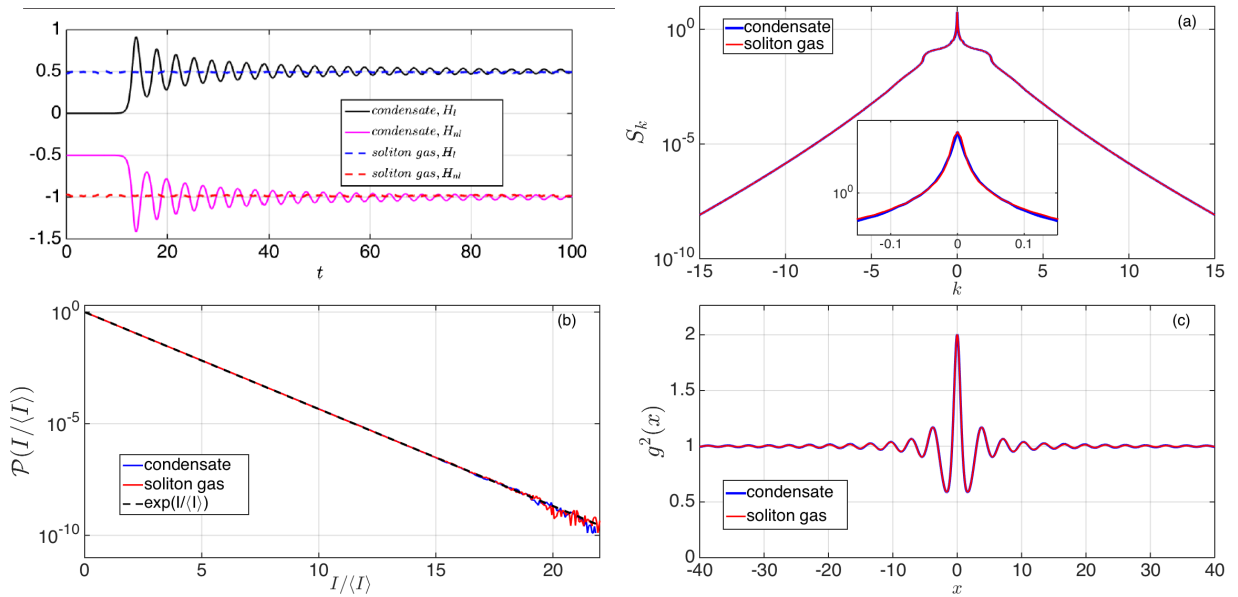 1
0.5
0
-0.5
-1
-1.5
condensate, H_l
condensate, H_nl
soliton gas, H_l
soliton gas, H_nl
0 20 40 60 80 100
t
(a)
condensate
soliton gas
S_k
10^0
10^-5
10^-10
10^0
-0.1 0 0.1
-15 -10 -5 0 5 10 15
k
(b)
P(I/⟨I⟩)
10^0
10^-5
10^-10
condensate
soliton gas
exp(I/⟨I⟩)
0 5 10 15 20
I/⟨I⟩
(c)
g^2(x)
2
1.5
1
0.5
0
condensate
soliton gas
-40 -30 -20 -10 0 10 20 30 40
x